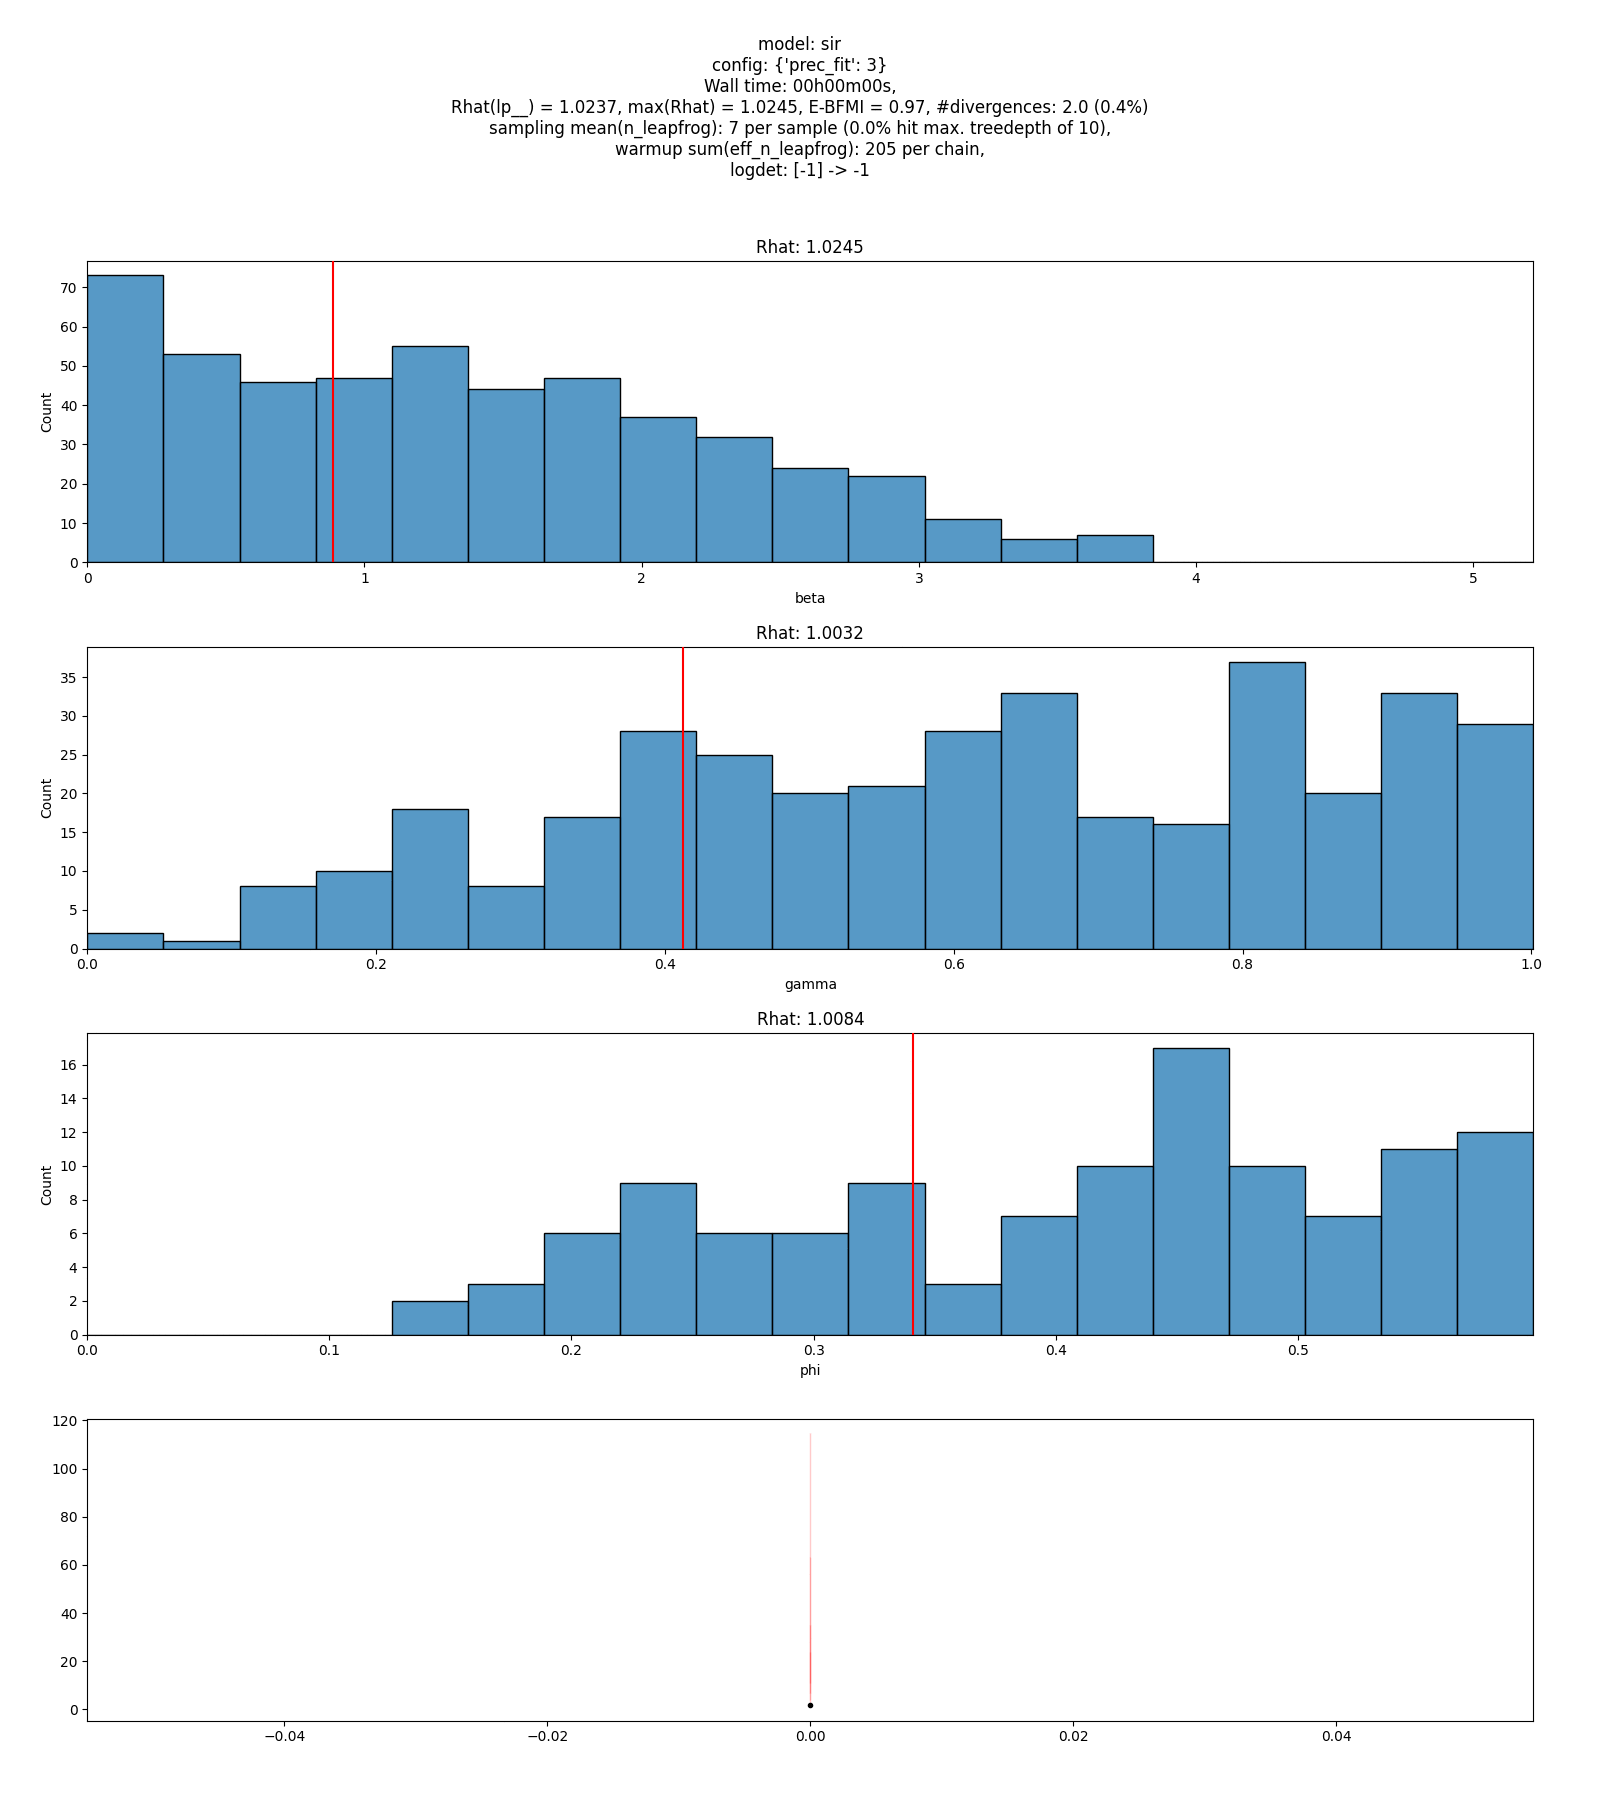 model: sir
config: {'prec_fit': 3}
Wall time: 00h00m00s,
Rhat(lp__) = 1.0237, max(Rhat) = 1.0245, E-BFMI = 0.97, #divergences: 2.0 (0.4%)
sampling mean(n_leapfrog): 7 per sample (0.0% hit max. treedepth of 10),
warmup sum(eff_n_leapfrog): 205 per chain,
logdet: [-1] -> -1
Rhat: 1.0245
70
60
50
40
30
20
10
0
Count
0 1 2 3 4 5
beta
Rhat: 1.0032
35
30
25
20
15
10
5
0
Count
0.0 0.2 0.4 0.6 0.8 1.0
gamma
Rhat: 1.0084
16
14
12
10
8
6
4
2
0
Count
0.0 0.1 0.2 0.3 0.4 0.5
phi
120
100
80
60
40
20
0
−0.04 −0.02 0.00 0.02 0.04